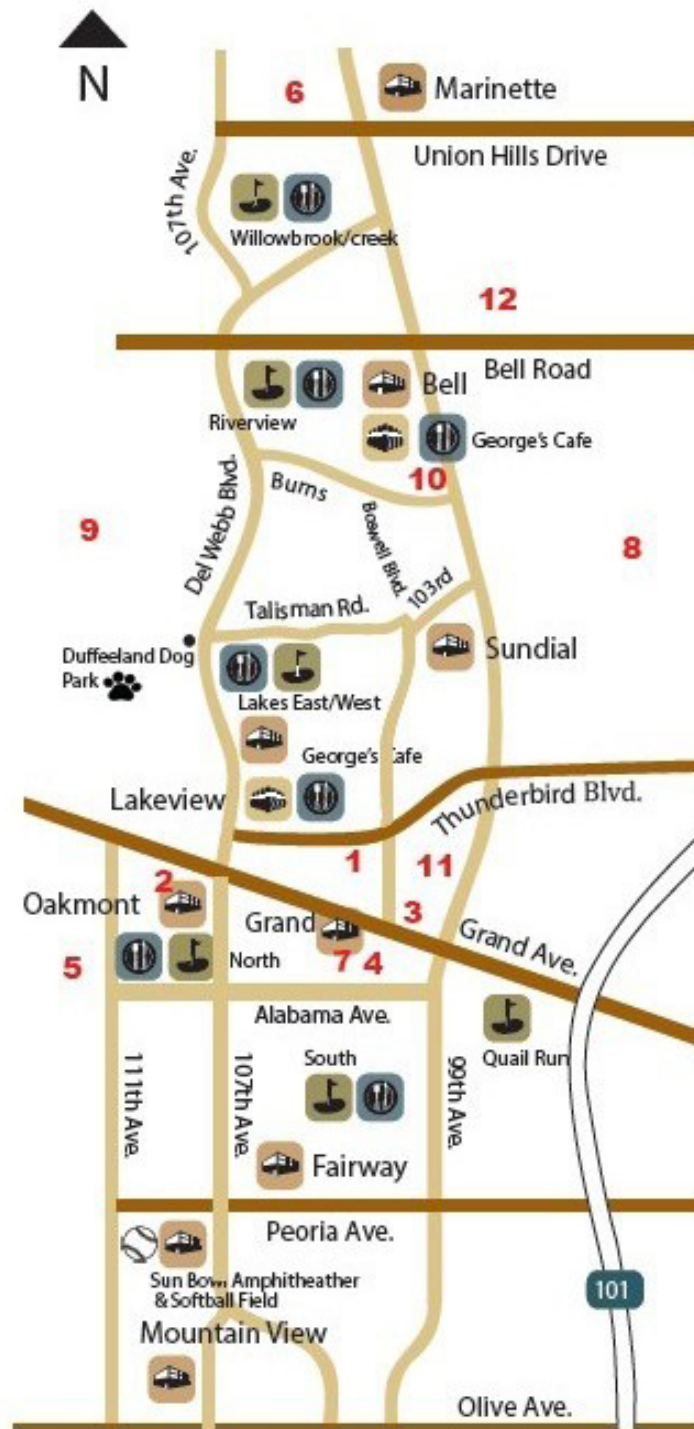 N
6
Marinette
Union Hills Drive
107th Ave.
Willowbrook/creek
12
Bell Road
Bell
Riverview
George's Cafe
10
Burns
Del Webb Blvd.
9
Boswell Blvd.
8
103rd
Talisman Rd.
Duffeeland Dog
Park
Sundial
Lakes East/West
George's Cafe
Lakeview
Thunderbird Blvd.
1
11
2
Oakmont
3
Grand
Grand Ave.
5
North
7
4
Alabama Ave.
111th Ave.
107th Ave.
South
99th Ave.
Quail Run
Fairway
Peoria Ave.
Sun Bowl Amphitheather
& Softball Field
101
Mountain View
Olive Ave.